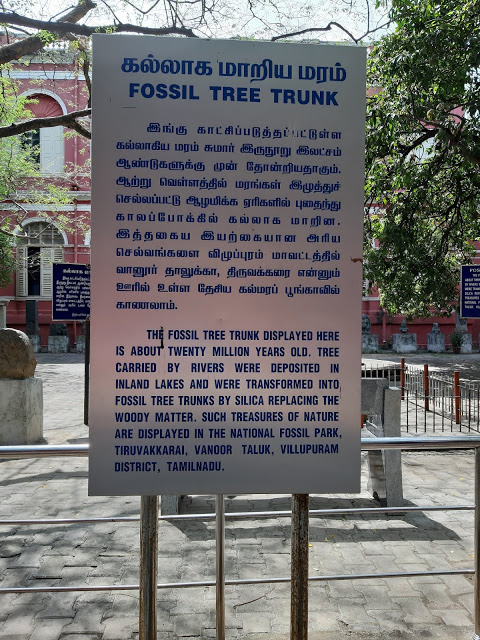 கல்லாக மாறிய மரம்
FOSSIL TREE TRUNK
இங்கு காட்சிப்படுத்தப்பட்டுள்ள
கல்லாகிய மரம் சுமார் இருநூறு இலட்சம்
ஆண்டுகளுக்கு முன் தோன்றியதாகும்.
ஆற்று வெள்ளத்தில் மரங்கள் இழுத்துச்
செல்லப்பட்டு ஆழமிக்க ஏரிகளில் புதைந்து
காலப்போக்கில் கல்லாக மாறின.
இத்தகைய இயற்கையான அரிய
செல்வங்களை விழுப்புரம் மாவட்டத்தில்
வானூர் தாலுக்கா, திருவக்கரை என்னும்
ஊரில் உள்ள தேசிய கல்மரப் பூங்காவில்
காணலாம்.
THE FOSSIL TREE TRUNK DISPLAYED HERE
IS ABOUT TWENTY MILLION YEARS OLD. TREE
CARRIED BY RIVERS WERE DEPOSITED IN
INLAND LAKES AND WERE TRANSFORMED INTO
FOSSIL TREE TRUNKS BY SILICA REPLACING THE
WOODY MATTER. SUCH TREASURES OF NATURE
ARE DISPLAYED IN THE NATIONAL FOSSIL PARK,
TIRUVAKKARAI, VANOOR TALUK, VILLUPURAM
DISTRICT, TAMILNADU.